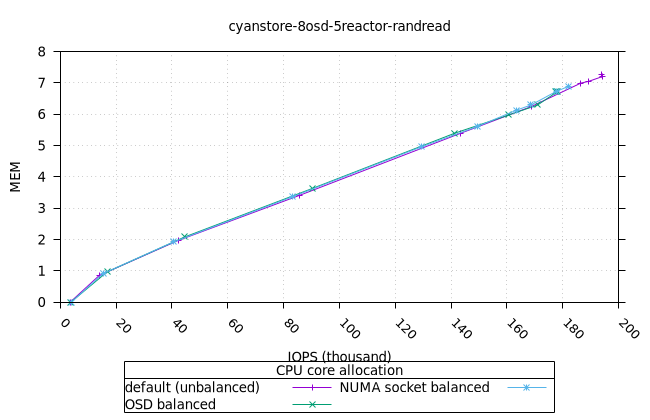 cyanstore-8osd-5reactor-randread
8
7
6
5
4
3
2
1
0
MEM
0 20 40 60 80 100 120 140 160 180 200
IOPS (thousand)
CPU core allocation
default (unbalanced) NUMA socket balanced
OSD balanced